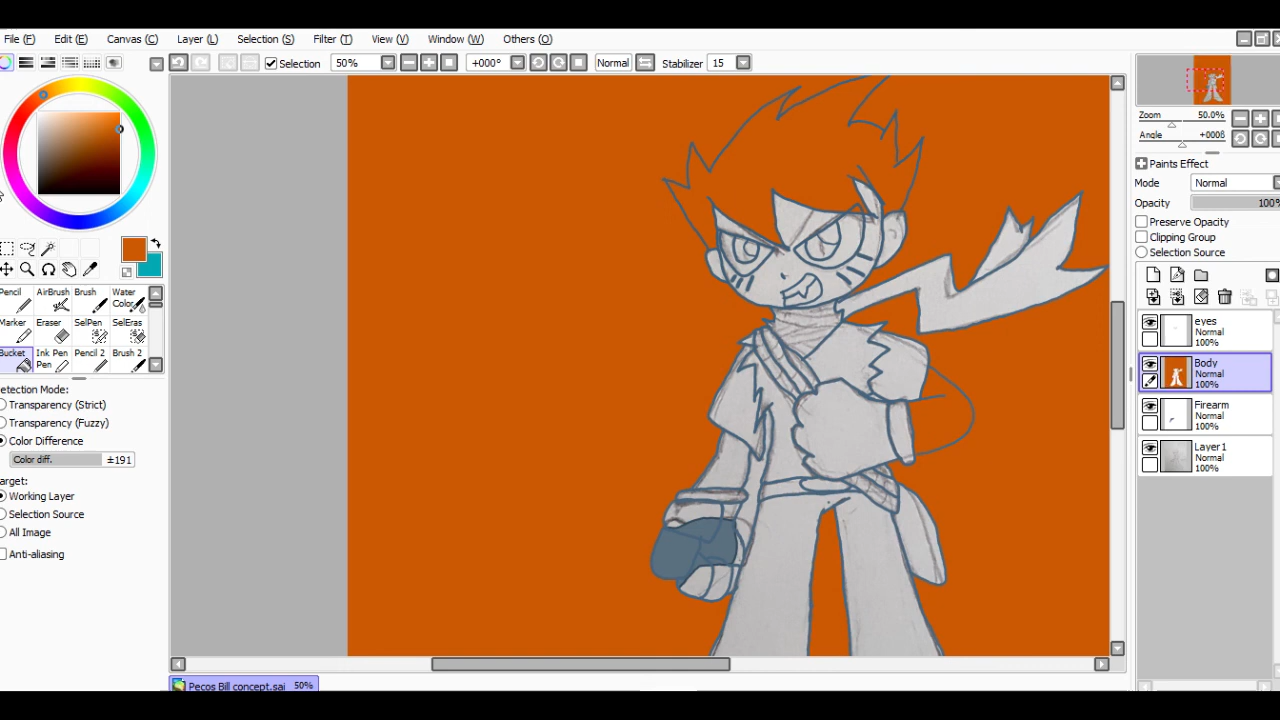 File (F) Edit (E) Canvas (C) Layer (L) Selection (S) Filter (T) View (V) Window (W) Others (O)
Selection 50% +000° Normal Stabilizer 15
Zoom 50.0%
Angle +000ß
Paints Effect
Mode Normal
Opacity 100%
Preserve Opacity
Clipping Group
Selection Source
Pencil AirBrush Brush Water Color
Marker Eraser SelPen SelEras
Bucket Ink Pen Pen Pencil 2 Brush 2
etection Mode:
Transparency (Strict)
Transparency (Fuzzy)
Color Difference
Color diff. ±191
arget:
Working Layer
Selection Source
All Image
Anti-aliasing
eyes
Normal
100%
Body
Normal
100%
Firearm
Normal
100%
Layer1
Normal
100%
Pecos Bill concept.sai 50%